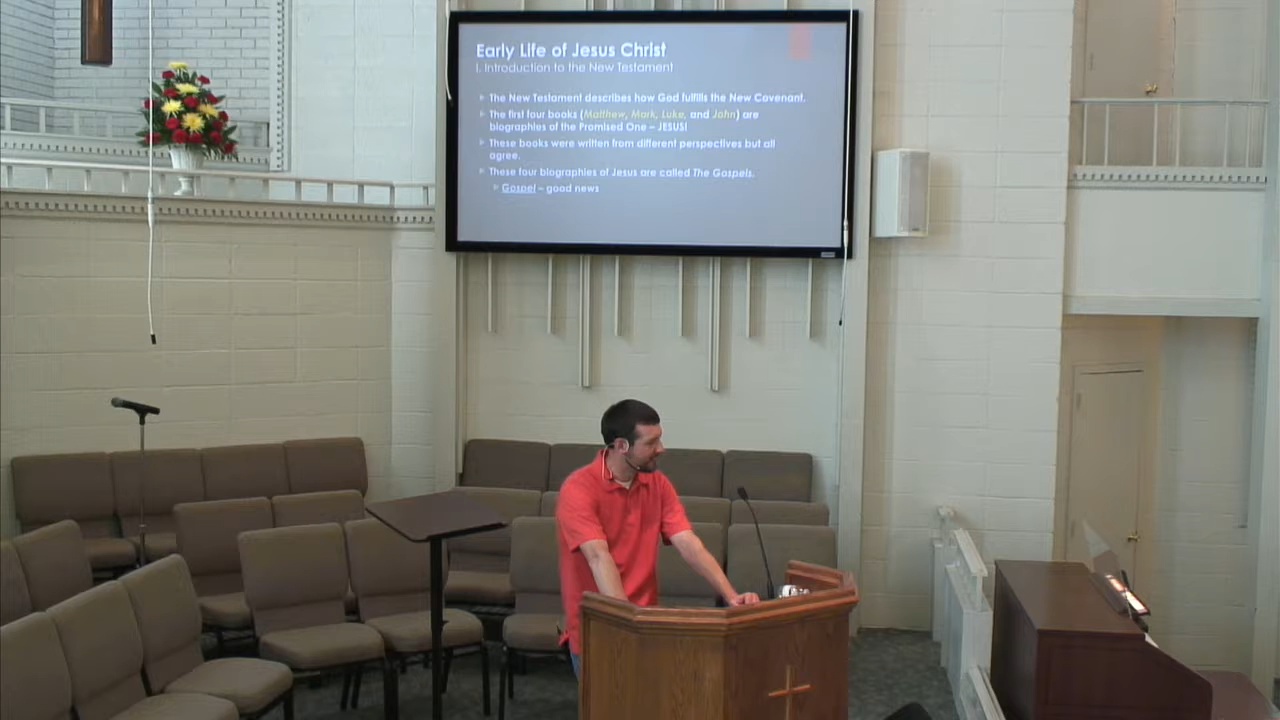 Early Life of Jesus Christ
I. Introduction to the New Testament
The New Testament describes how God fulfills the New Covenant.
The first four books (Matthew, Mark, Luke, and John) are
biographies of the Promised One – JESUS!
These books were written from different perspectives but all
agree.
These four biographies of Jesus are called The Gospels.
Gospel – good news